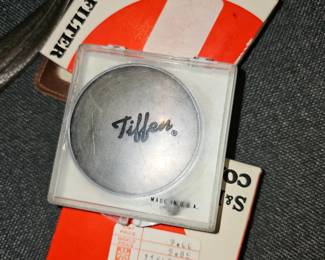 FILTER
Tiffen®
MADE IN U.S.A.
S&
CO